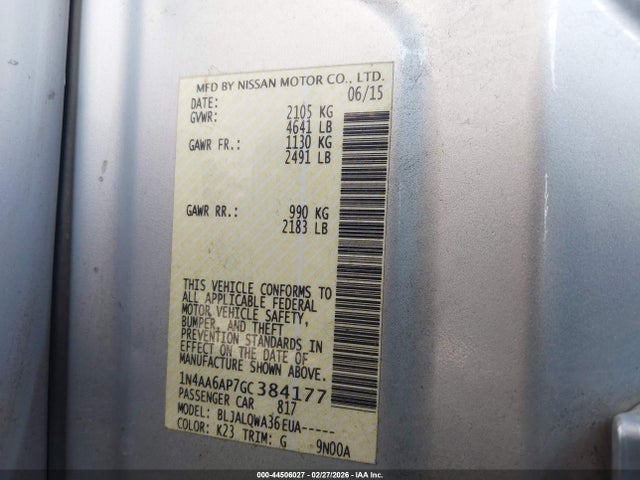 MFD BY NISSAN MOTOR CO., LTD.
DATE: 06/15
GVWR: 2105 KG
4641 LB
GAWR FR.: 1130 KG
2491 LB
GAWR RR.: 990 KG
2183 LB
THIS VEHICLE CONFORMS TO
ALL APPLICABLE FEDERAL
MOTOR VEHICLE SAFETY,
BUMPER, AND THEFT
PREVENTION STANDARDS IN
EFFECT ON THE DATE OF
MANUFACTURE SHOWN ABOVE.
1N4AA6AP7GC384177
PASSENGER CAR 817
MODEL: BLJALQWA36EUA-----
COLOR: K23 TRIM: G 9N00A
000-44506027 - 02/27/2026 - IAAI.com